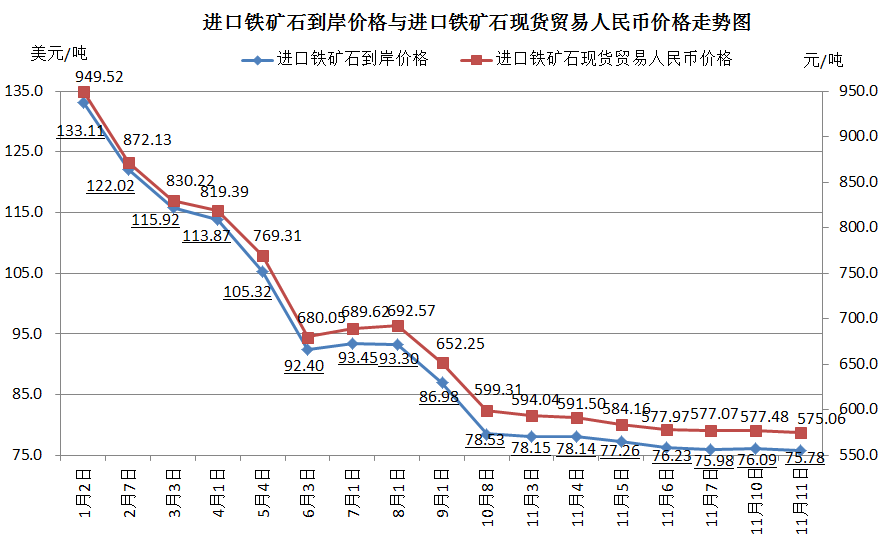 进口铁矿石到岸价格与进口铁矿石现货贸易人民币价格走势图
美元/吨
进口铁矿石到岸价格
进口铁矿石现货贸易人民币价格
元/吨
135.0
125.0
115.0
105.0
95.0
85.0
75.0
949.52
872.13
830.22
819.39
769.31
680.05
689.62
692.57
652.25
599.31
594.04
591.50
584.16
577.97
577.07
577.48
575.06
133.11
122.02
115.92
113.87
105.32
92.40
93.45
93.30
86.98
78.53
78.15
78.14
77.26
76.23
75.98
76.09
75.78
950.0
900.0
850.0
800.0
750.0
700.0
650.0
600.0
550.0
1月2日
2月7日
3月3日
4月1日
5月4日
6月3日
7月1日
8月1日
9月1日
10月8日
11月3日
11月4日
11月5日
11月6日
11月7日
11月10日
11月11日